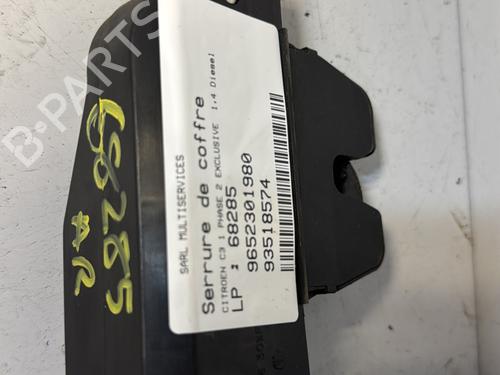 SARL MULTISERVICES
Serrure de coffre
CITROEN C3 1 PHASE 2 EXCLUSIVE 1.4 Diesel
LP : 68285
9652301980
93518574
68285
AR
B-PARTS